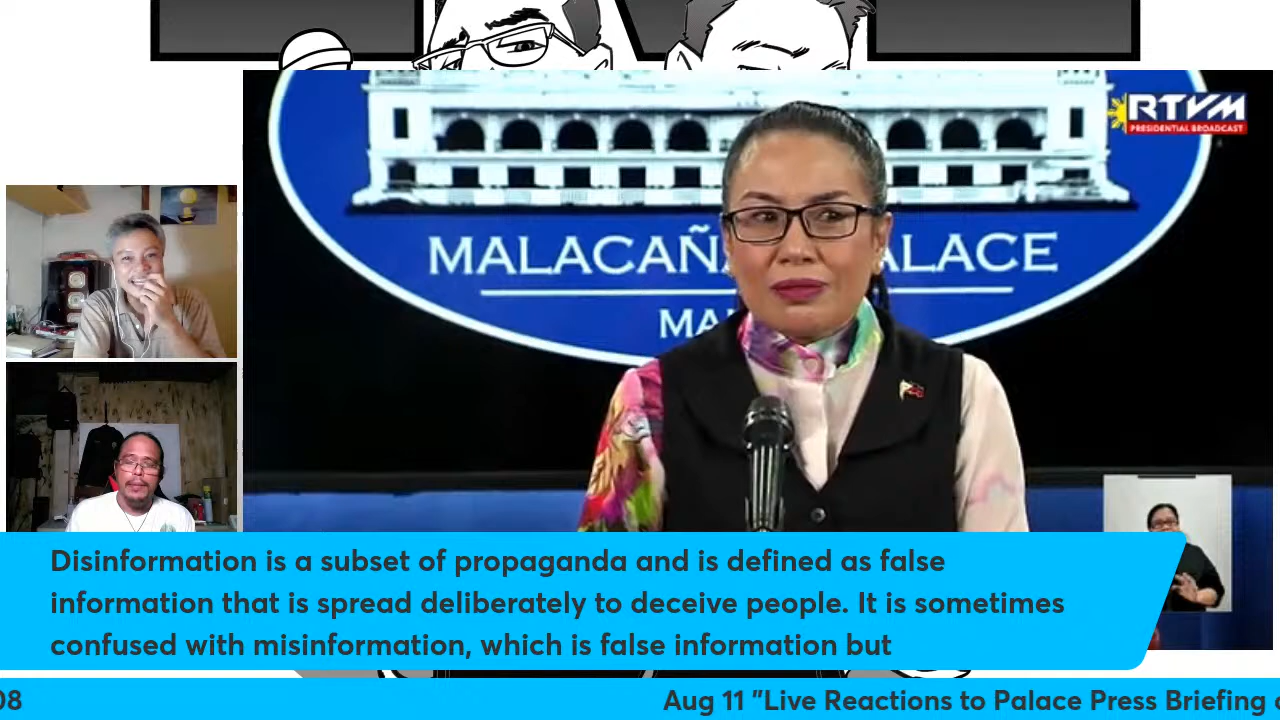 RTVM
PRESIDENTIAL BROADCAST
MALACAÑ ALACE
MA
Disinformation is a subset of propaganda and is defined as false
information that is spread deliberately to deceive people. It is sometimes
confused with misinformation, which is false information but
08
Aug 11 "Live Reactions to Palace Press Briefing